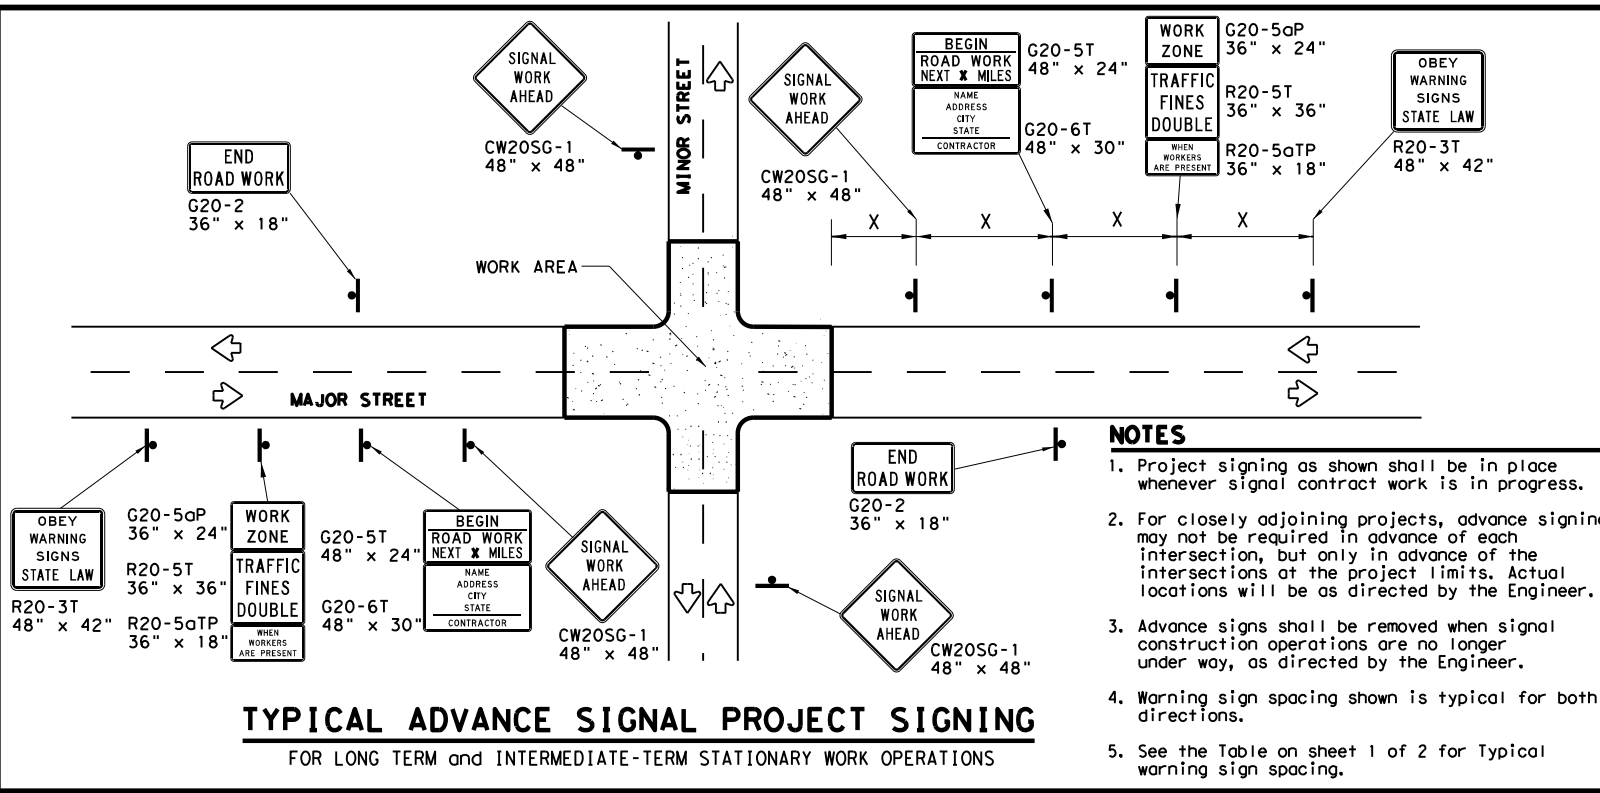 SIGNAL
WORK
AHEAD
CW20SG-1
48" x 48"
END
ROAD WORK
G20-2
36" x 18"
WORK AREA
MINOR STREET
SIGNAL
WORK
AHEAD
CW20SG-1
48" x 48"
BEGIN
ROAD WORK
NEXT X MILES
NAME
ADDRESS
CITY
STATE
CONTRACTOR
G20-5T
48" x 24"
G20-6T
48" x 30"
WORK
ZONE
TRAFFIC
FINES
DOUBLE
WHEN
WORKERS
ARE PRESENT
G20-5aP
36" x 24"
R20-5T
36" x 36"
R20-5aTP
36" x 18"
OBEY
WARNING
SIGNS
STATE LAW
R20-3T
48" x 42"
X
X
X
X
MAJOR STREET
OBEY
WARNING
SIGNS
STATE LAW
R20-3T
48" x 42"
G20-5aP
36" x 24"
R20-5T
36" x 36"
R20-5aTP
36" x 18"
WORK
ZONE
TRAFFIC
FINES
DOUBLE
WHEN
WORKERS
ARE PRESENT
G20-5T
48" x 24"
G20-6T
48" x 30"
BEGIN
ROAD WORK
NEXT X MILES
NAME
ADDRESS
CITY
STATE
CONTRACTOR
SIGNAL
WORK
AHEAD
CW20SG-1
48" x 48"
END
ROAD WORK
G20-2
36" x 18"
SIGNAL
WORK
AHEAD
CW20SG-1
48" x 48"
TYPICAL ADVANCE SIGNAL PROJECT SIGNING
FOR LONG TERM and INTERMEDIATE-TERM STATIONARY WORK OPERATIONS
NOTES
1. Project signing as shown shall be in place
whenever signal contract work is in progress.
2. For closely adjoining projects, advance signing
may not be required in advance of each
intersection, but only in advance of the
intersections at the project limits. Actual
locations will be as directed by the Engineer.
3. Advance signs shall be removed when signal
construction operations are no longer
under way, as directed by the Engineer.
4. Warning sign spacing shown is typical for both
directions.
5. See the Table on sheet 1 of 2 for Typical
warning sign spacing.